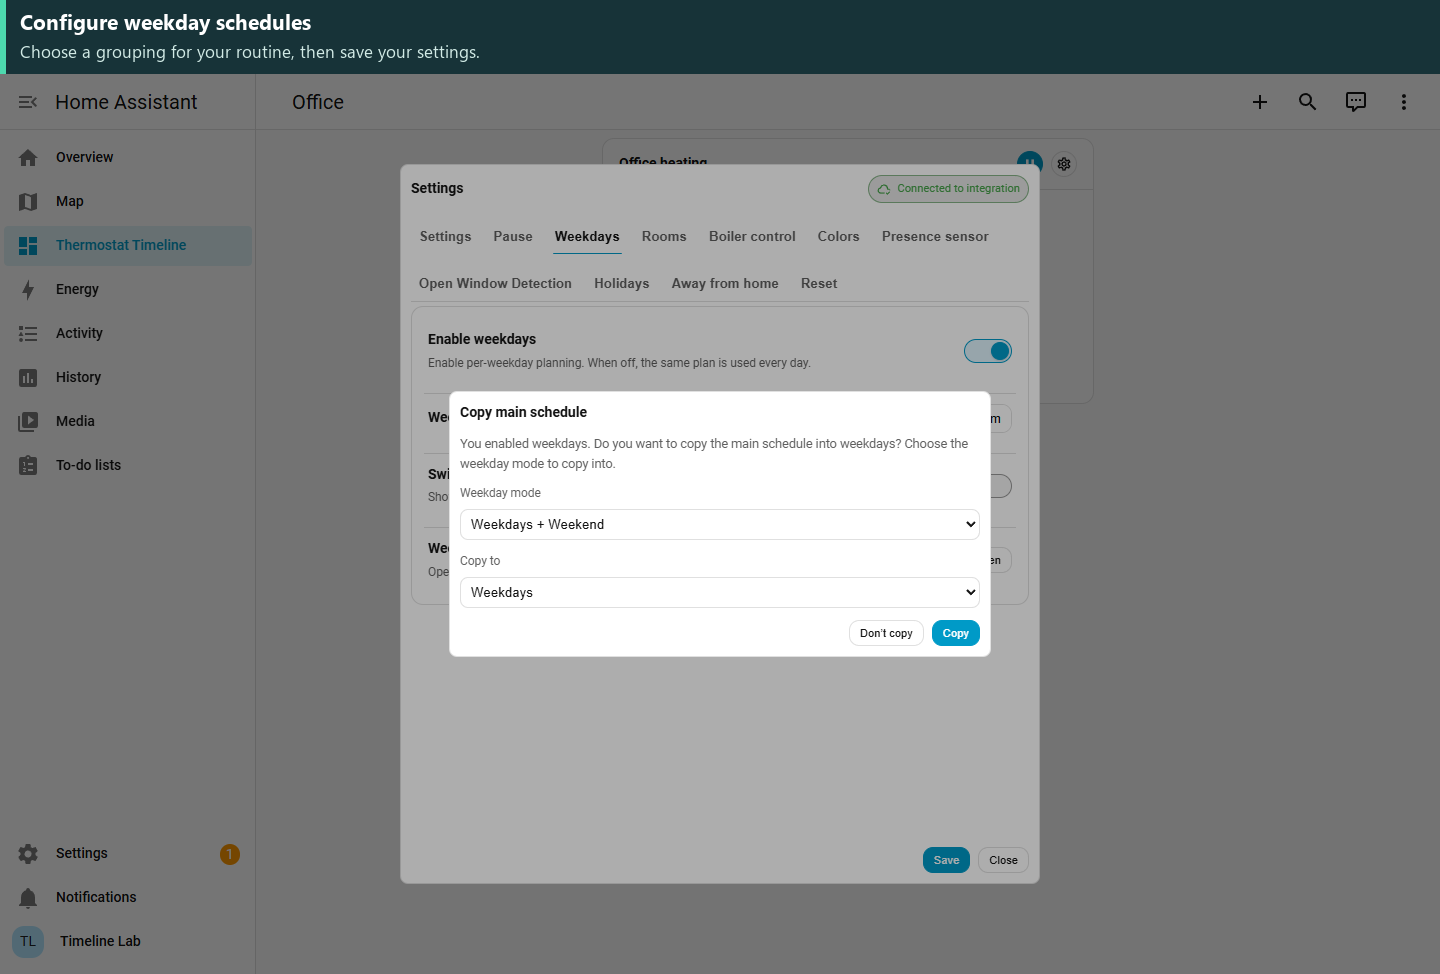 Configure weekday schedules
Choose a grouping for your routine, then save your settings.
Home Assistant
Office
Overview
Map
Thermostat Timeline
Energy
Activity
History
Media
To-do lists
Settings
1
Notifications
TL
Timeline Lab
Office heating
Settings
Connected to integration
Settings
Pause
Weekdays
Rooms
Boiler control
Colors
Presence sensor
Open Window Detection
Holidays
Away from home
Reset
Enable weekdays
Enable per-weekday planning. When off, the same plan is used every day.
Copy main schedule
You enabled weekdays. Do you want to copy the main schedule into weekdays? Choose the
weekday mode to copy into.
Weekday mode
Weekdays + Weekend
Copy to
Weekdays
Don't copy
Copy
Save
Close